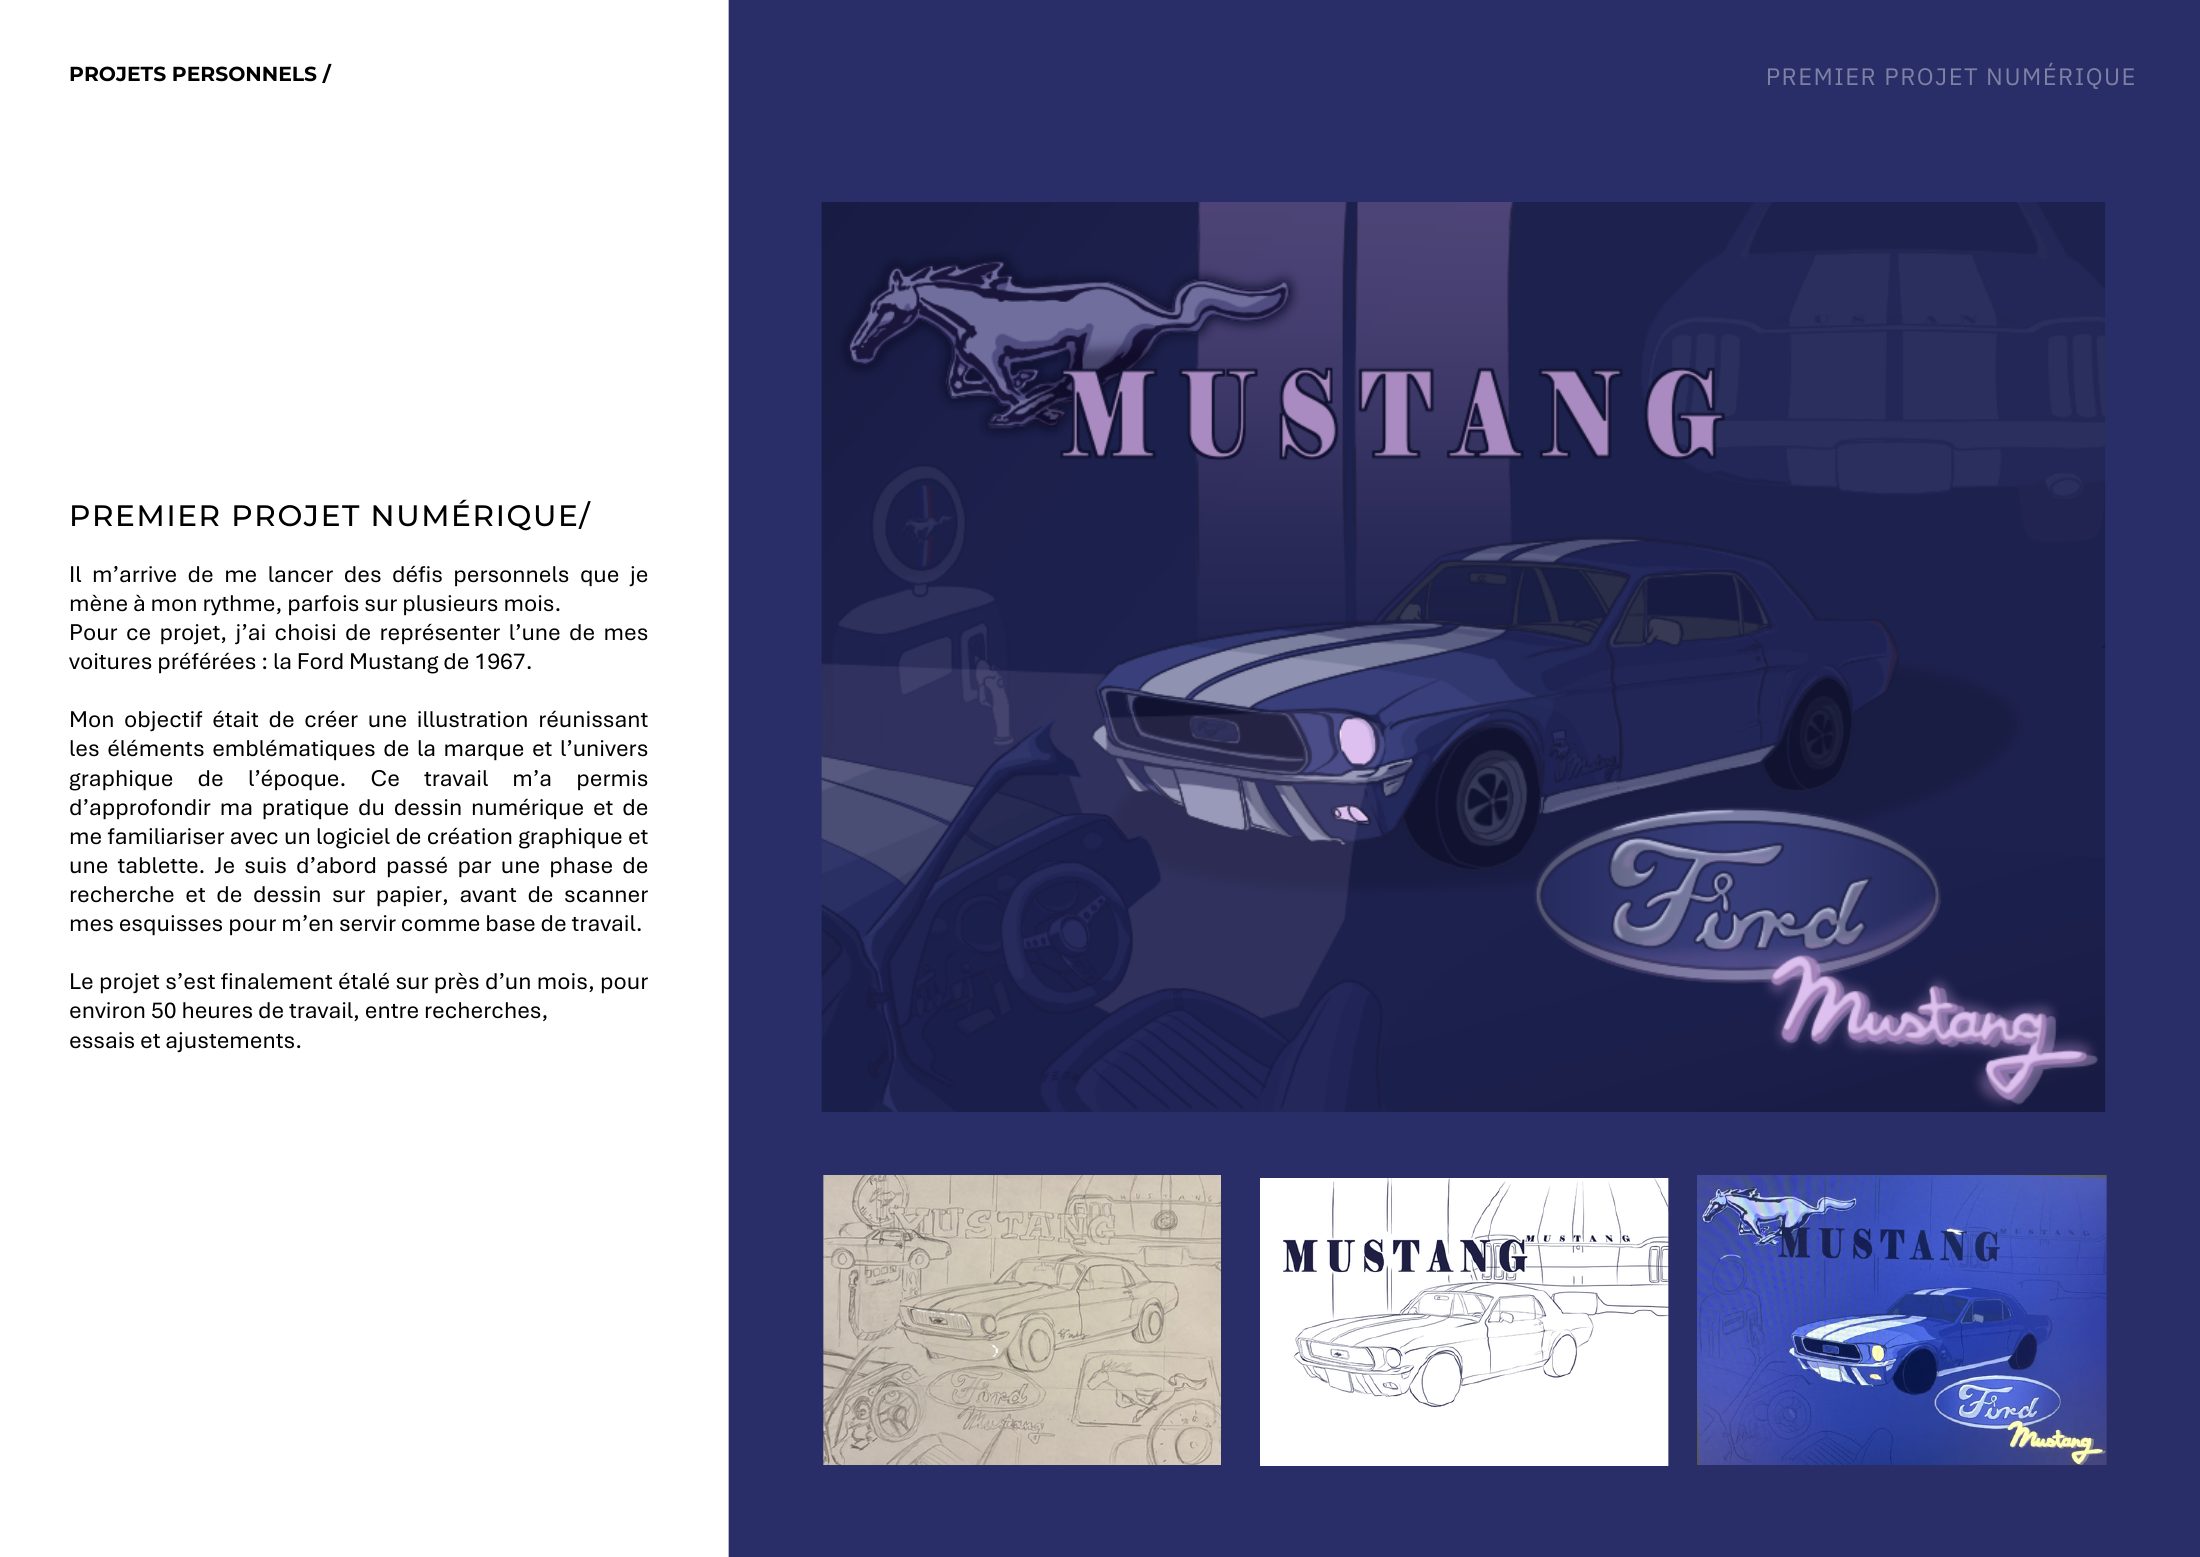 PROJETS PERSONNELS /
PREMIER PROJET NUMÉRIQUE
PREMIER PROJET NUMÉRIQUE/
Il m’arrive de me lancer des défis personnels que je
mène à mon rythme, parfois sur plusieurs mois.
Pour ce projet, j’ai choisi de représenter l’une de mes
voitures préférées : la Ford Mustang de 1967.
Mon objectif était de créer une illustration réunissant
les éléments emblématiques de la marque et l’univers
graphique de l’époque. Ce travail m’a permis
d’approfondir ma pratique du dessin numérique et de
me familiariser avec un logiciel de création graphique et
une tablette. Je suis d’abord passé par une phase de
recherche et de dessin sur papier, avant de scanner
mes esquisses pour m’en servir comme base de travail.
Le projet s’est finalement étalé sur près d’un mois, pour
environ 50 heures de travail, entre recherches,
essais et ajustements.
MUSTANG
Mustang
Ford
Mustang
MUSTANG
MUSTANG
Ford
Mustang
MUSTANG
MUSTANG
MUSTANG
MUSTANG
Ford
Mustang